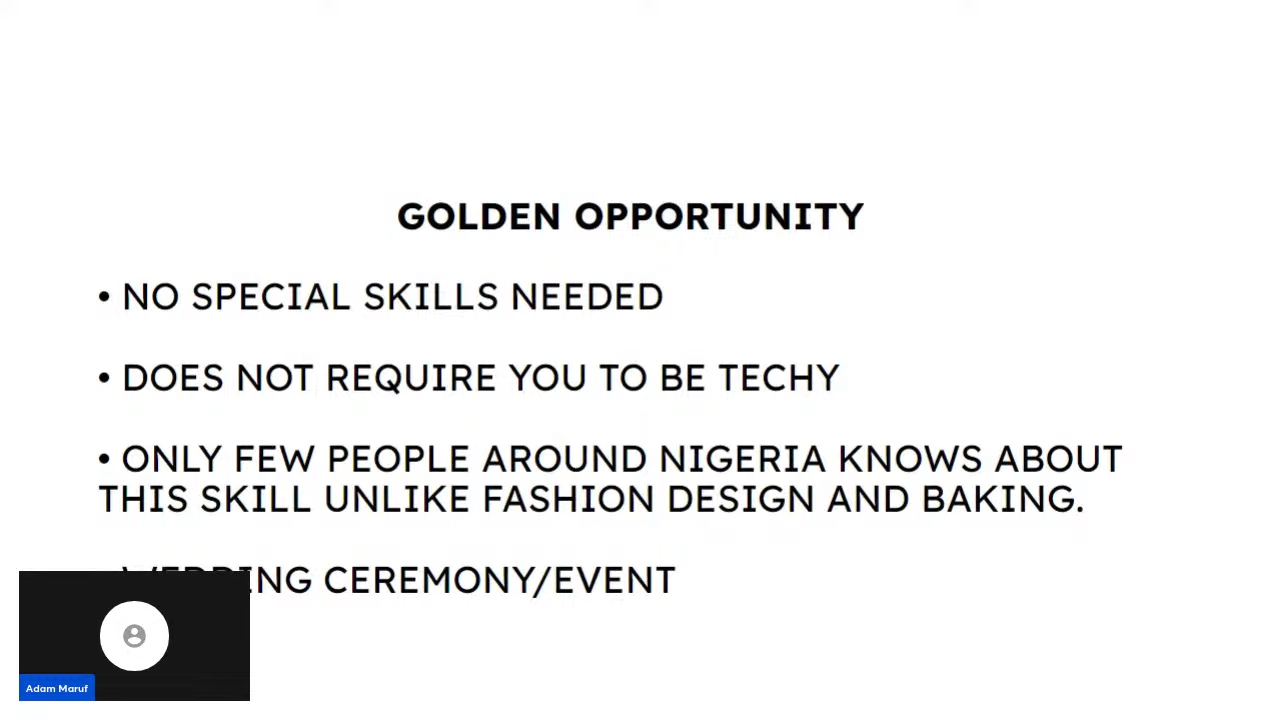 GOLDEN OPPORTUNITY
• NO SPECIAL SKILLS NEEDED
• DOES NOT REQUIRE YOU TO BE TECHY
• ONLY FEW PEOPLE AROUND NIGERIA KNOWS ABOUT
THIS SKILL UNLIKE FASHION DESIGN AND BAKING.
WEDDING CEREMONY/EVENT
Adam Maruf